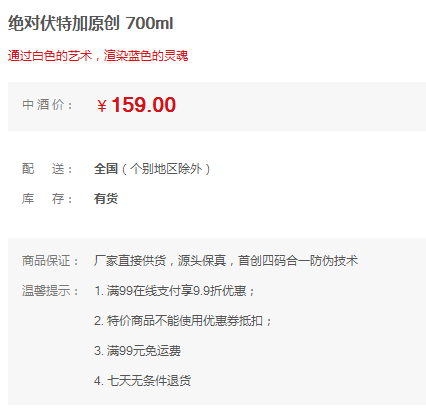 绝对伏特加原创 700ml
通过白色的艺术，渲染蓝色的灵魂
中酒价： ￥159.00
配 送： 全国（个别地区除外）
库 存： 有货
商品保证： 厂家直接供货，源头保真，首创四码合一防伪技术
温馨提示： 1. 满99在线支付享9.9折优惠；
2. 特价商品不能使用优惠券抵扣；
3. 满99元免运费
4. 七天无条件退货